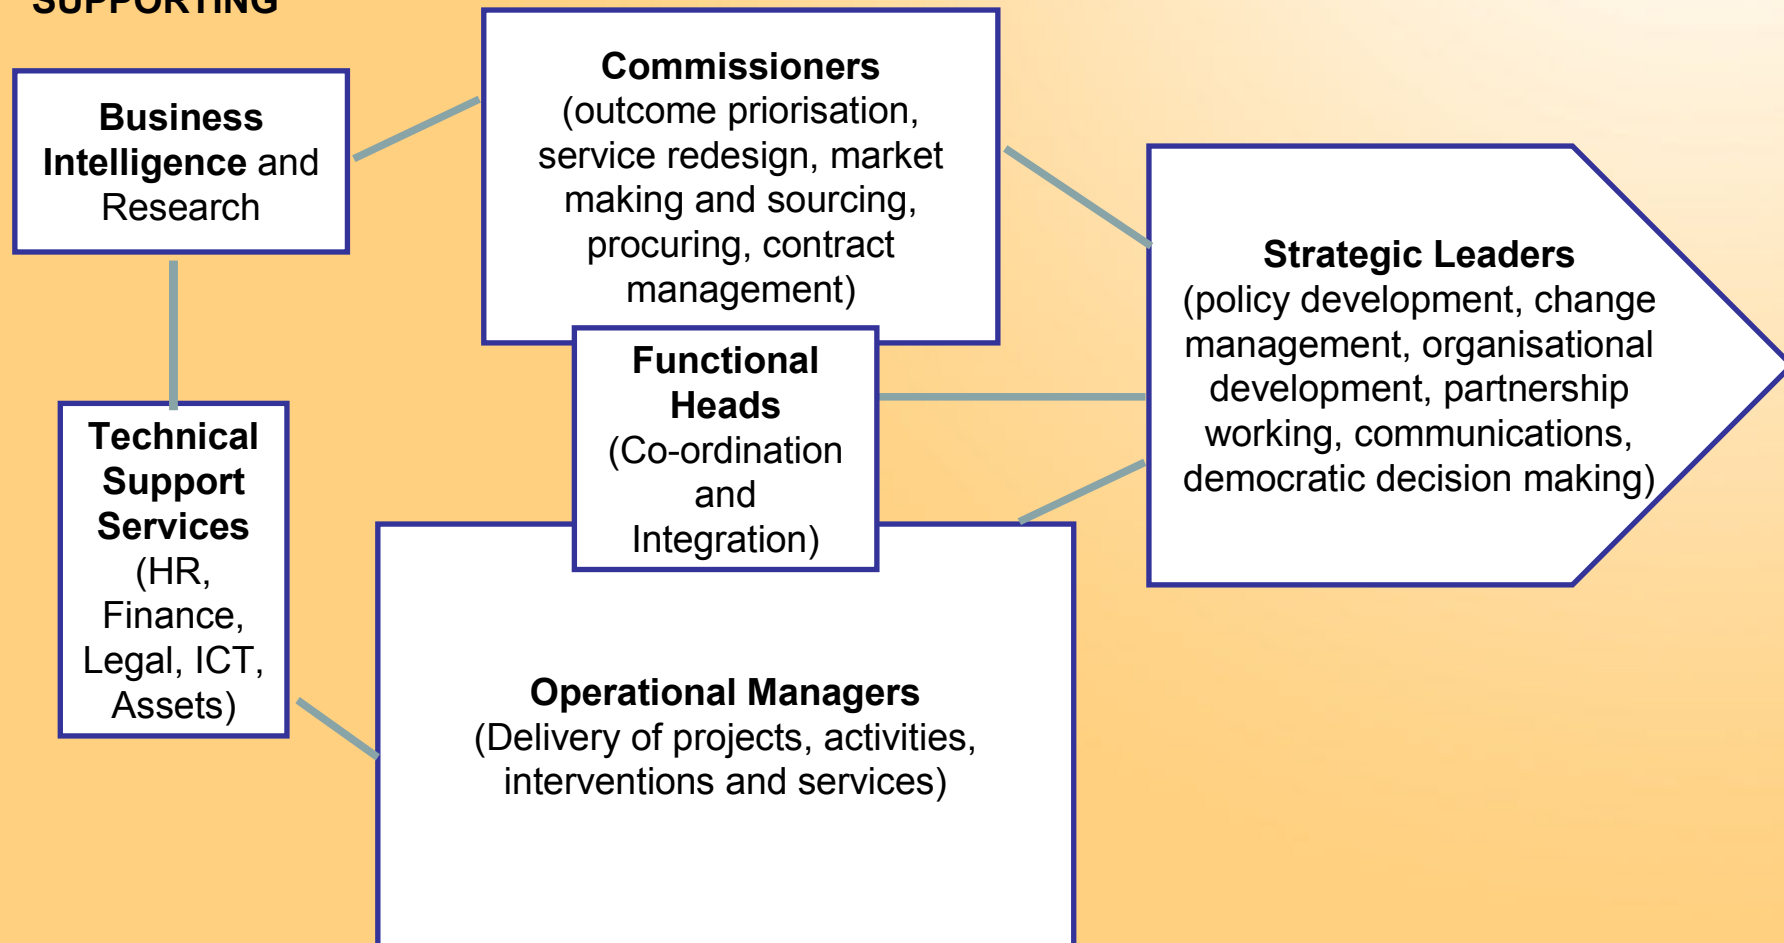 SUPPORTING
Business
Intelligence and
Research
Commissioners
(outcome priorisation,
service redesign, market
making and sourcing,
procuring, contract
management)
Strategic Leaders
(policy development, change
management, organisational
development, partnership
working, communications,
democratic decision making)
Functional
Heads
(Co-ordination
and
Integration)
Technical
Support
Services
(HR,
Finance,
Legal, ICT,
Assets)
Operational Managers
(Delivery of projects, activities,
interventions and services)